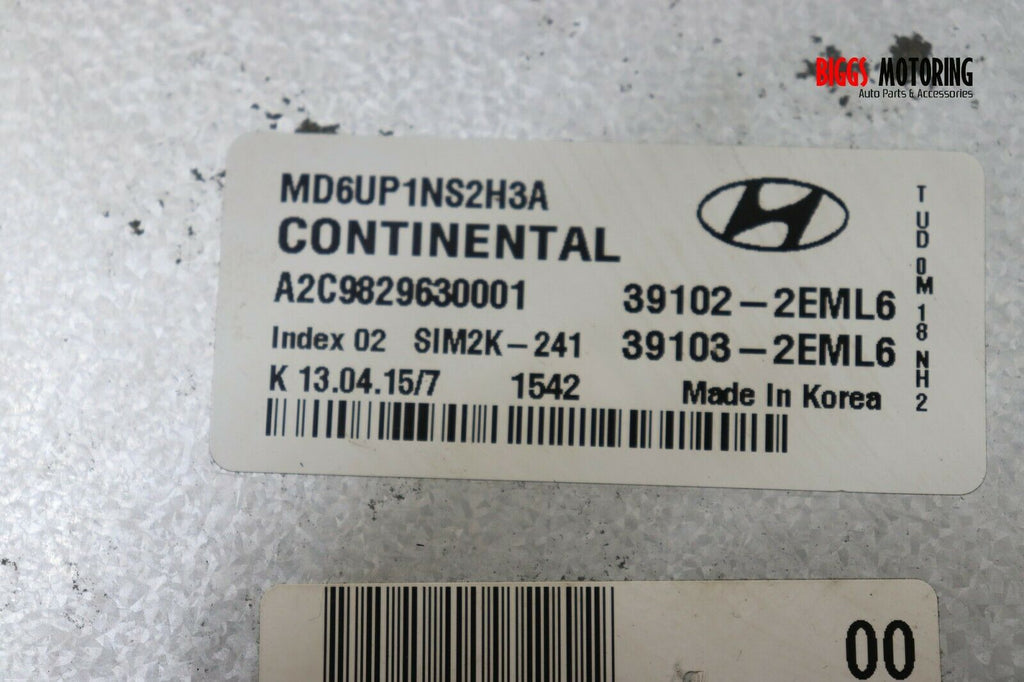 BIGGS MOTORING
Auto Parts & Accessories
MD6UP1NS2H3A
CONTINENTAL
A2C9829630001 39102-2EML6
Index 02 SIM2K-241 39103-2EML6
K 13.04.15/7 1542 Made In Korea
TUD0M18NH2
00